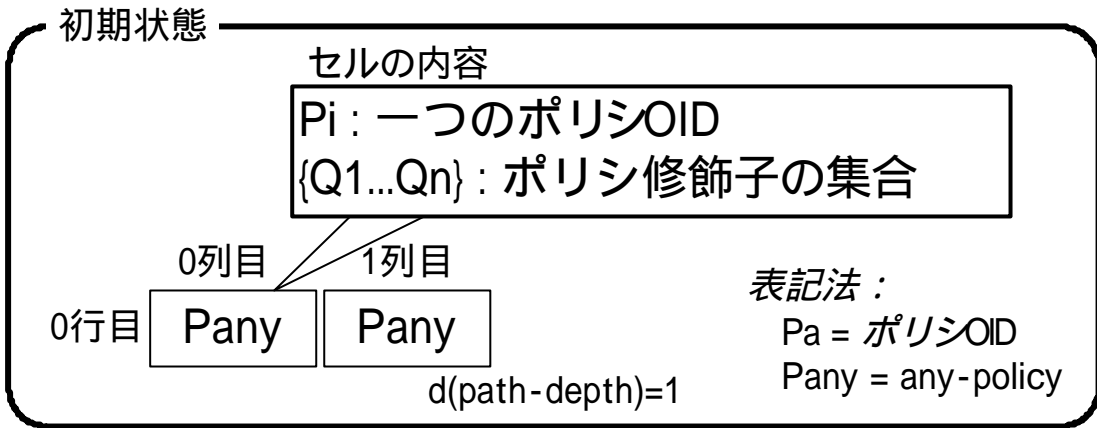 初期状態
セルの内容
Pi : 一つのポリシOID
{Q1...Qn} : ポリシ修飾子の集合
0列目 1列目
0行目 Pany Pany
d(path-depth)=1
表記法：
Pa = ポリシOID
Pany = any-policy